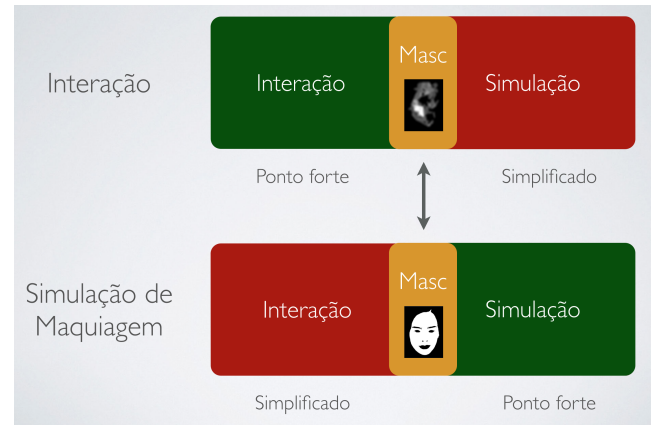 Interação
Interação
Masc
Simulação
Ponto forte
Simplificado
Simulação de
Maquiagem
Interação
Masc
Simulação
Simplificado
Ponto forte